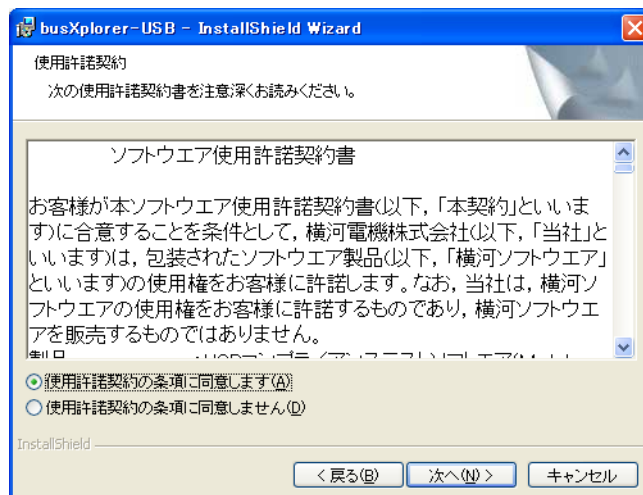 busXplorer-USB - InstallShield Wizard
使用許諾契約
次の使用許諾契約書を注意深くお読みください。
ソフトウエア使用許諾契約書
お客様が本ソフトウエア使用許諾契約書(以下,「本契約」といいま
す)に合意することを条件として, 横河電機株式会社(以下,「当社」と
いいます)は, 包装されたソフトウエア製品(以下,「横河ソフトウエア」
といいます)の使用権をお客様に許諾します。なお, 当社は, 横河ソ
フトウエアの使用権をお客様に許諾するものであり, 横河ソフトウエ
アを販売するものではありません。
製品
使用許諾契約の条項に同意します(A)
使用許諾契約の条項に同意しません(D)
InstallShield
< 戻る(B) 次へ(N) > キャンセル